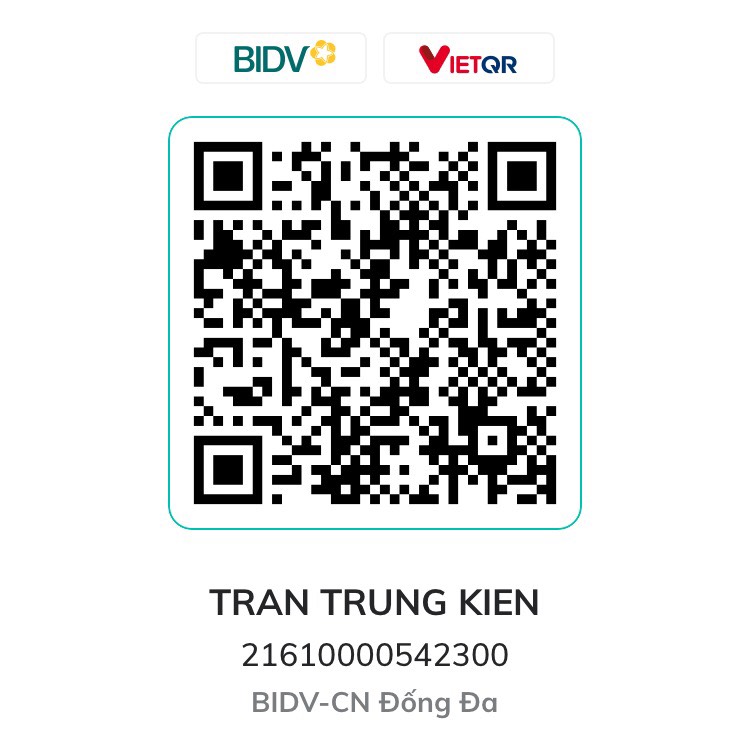 BIDV VIETQR
TRAN TRUNG KIEN
21610000542300
BIDV-CN Đống Đa